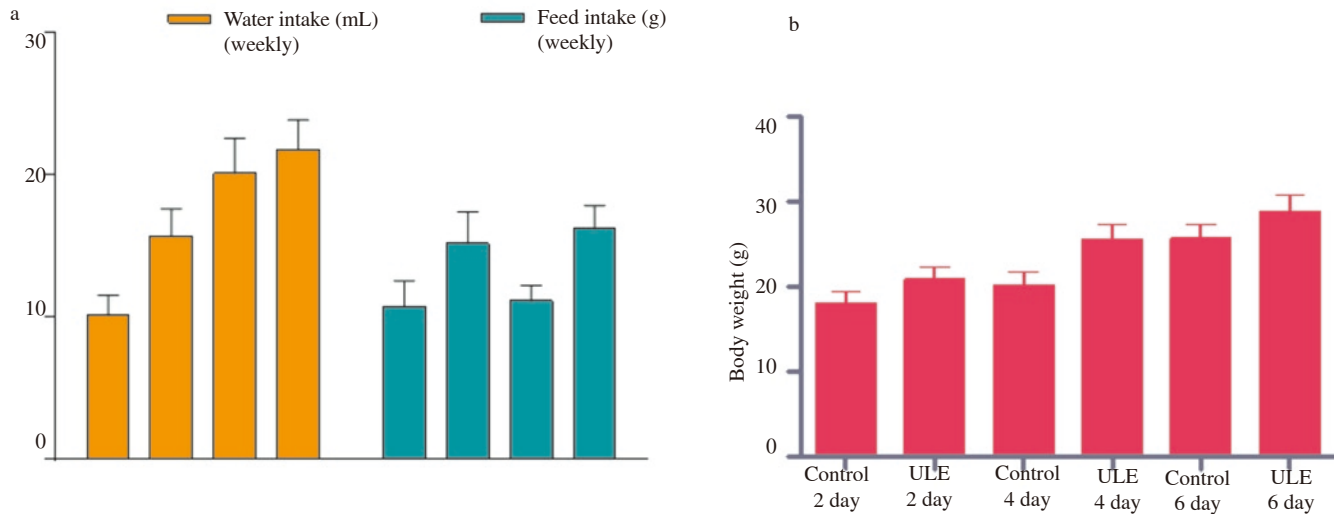 a
Water intake (mL)
(weekly)
Feed intake (g)
(weekly)
30
20
10
0
b
Body weight (g)
40
30
20
10
0
Control
2 day
ULE
2 day
Control
4 day
ULE
4 day
Control
6 day
ULE
6 day